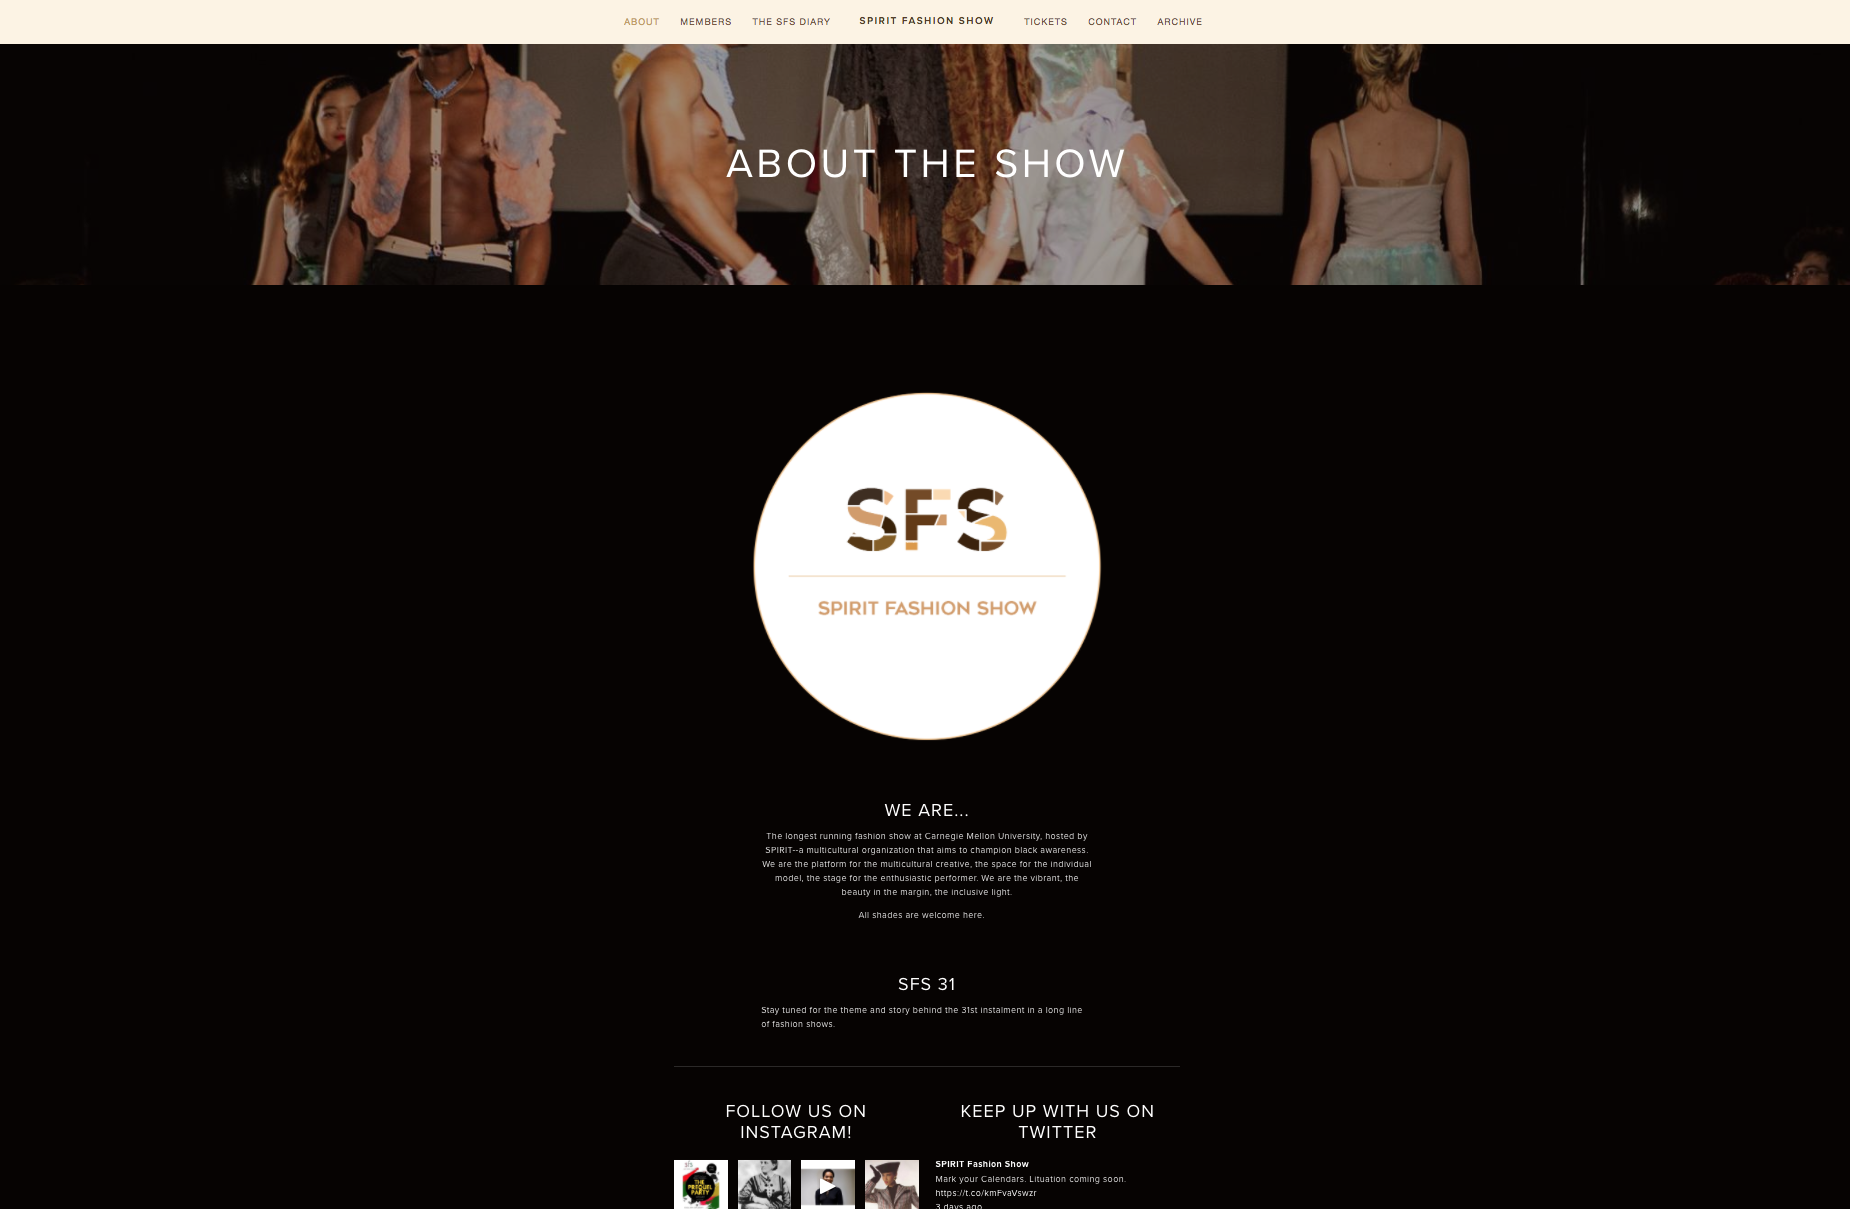 ABOUT MEMBERS THE SFS DIARY SPIRIT FASHION SHOW TICKETS CONTACT ARCHIVE
ABOUT THE SHOW
SFS
SPIRIT FASHION SHOW
WE ARE...
The longest running fashion show at Carnegie Mellon University, hosted by
SPIRIT--a multicultural organization that aims to champion black awareness.
We are the platform for the multicultural creative, the space for the individual
model, the stage for the enthusiastic performer. We are the vibrant, the
beauty in the margin, the inclusive light.
All shades are welcome here.
SFS 31
Stay tuned for the theme and story behind the 31st instalment in a long line
of fashion shows.
FOLLOW US ON
INSTAGRAM!
SFS
THE
PREQUEL
PARTY
KEEP UP WITH US ON
TWITTER
SPIRIT Fashion Show
Mark your Calendars. Lituation coming soon.
https://t.co/kmFvaVswzr
3 days ago